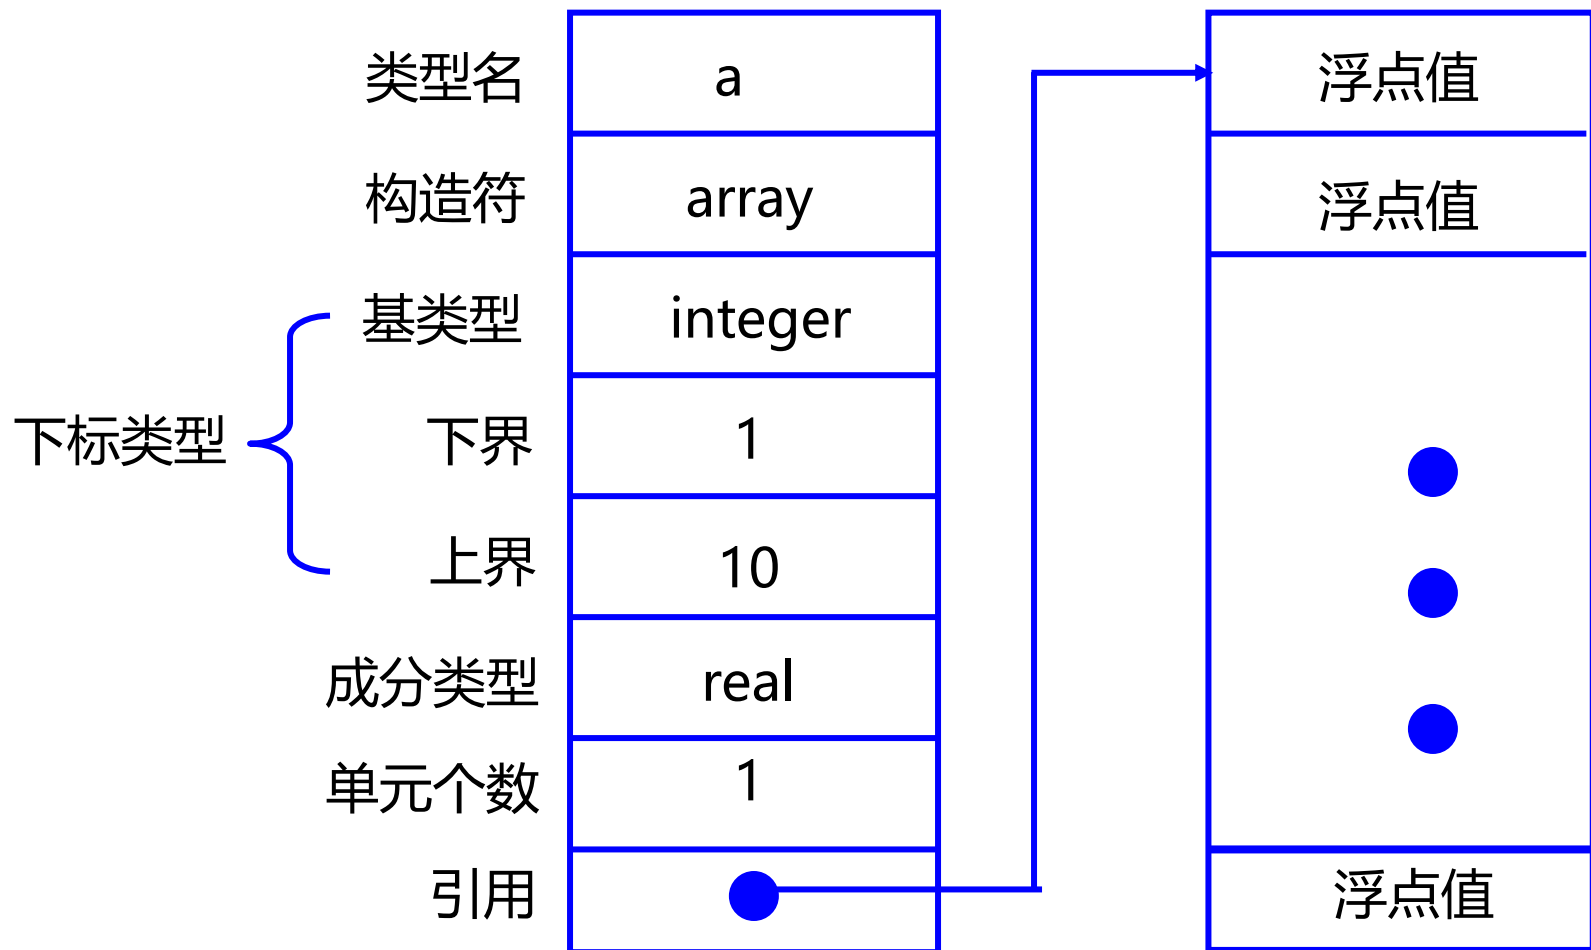 类型名 a 浮点值
构造符 array 浮点值
基类型 integer
下标类型 下界 1
上界 10
成分类型 real
单元个数 1
引用 浮点值